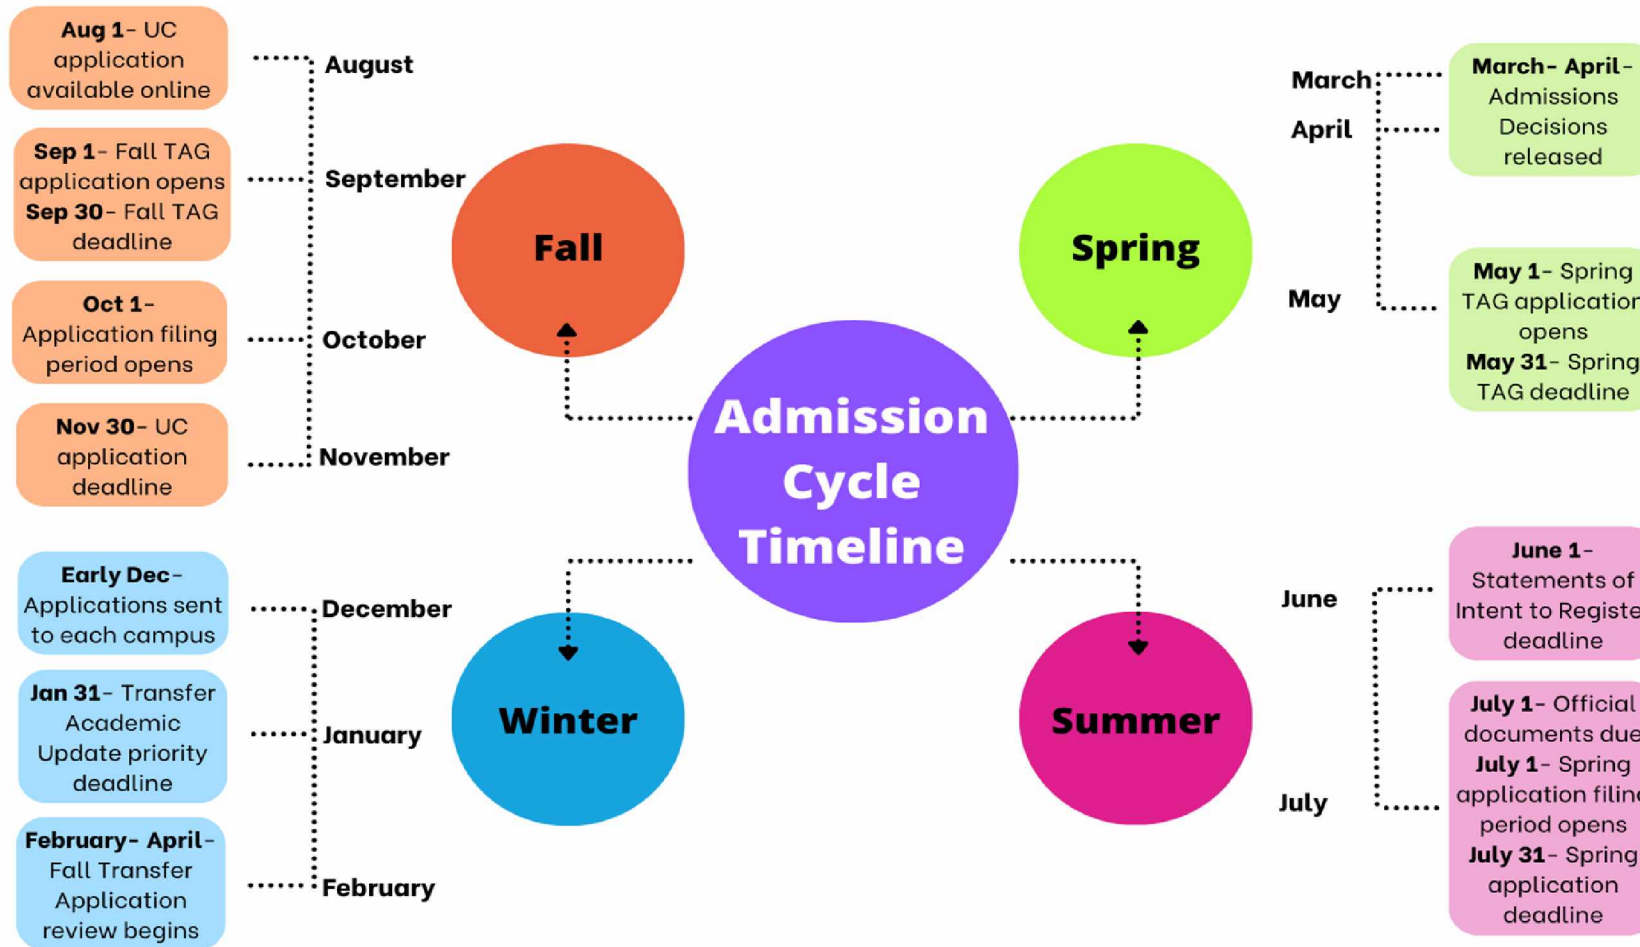 Aug 1- UC
application
available online
August
Sep 1- Fall TAG
application opens
Sep 30- Fall TAG
deadline
September
Oct 1-
Application filing
period opens
October
Nov 30- UC
application
deadline
November
Fall
Early Dec-
Applications sent
to each campus
December
Jan 31- Transfer
Academic
Update priority
deadline
January
February- April-
Fall Transfer
Application
review begins
February
Winter
Admission
Cycle
Timeline
Spring
March
April
March- April-
Admissions
Decisions
released
May
May 1- Spring
TAG application
opens
May 31- Spring
TAG deadline
Summer
June
June 1-
Statements of
Intent to Registe
deadline
July
July 1- Official
documents due
July 1- Spring
application filing
period opens
July 31- Spring
application
deadline